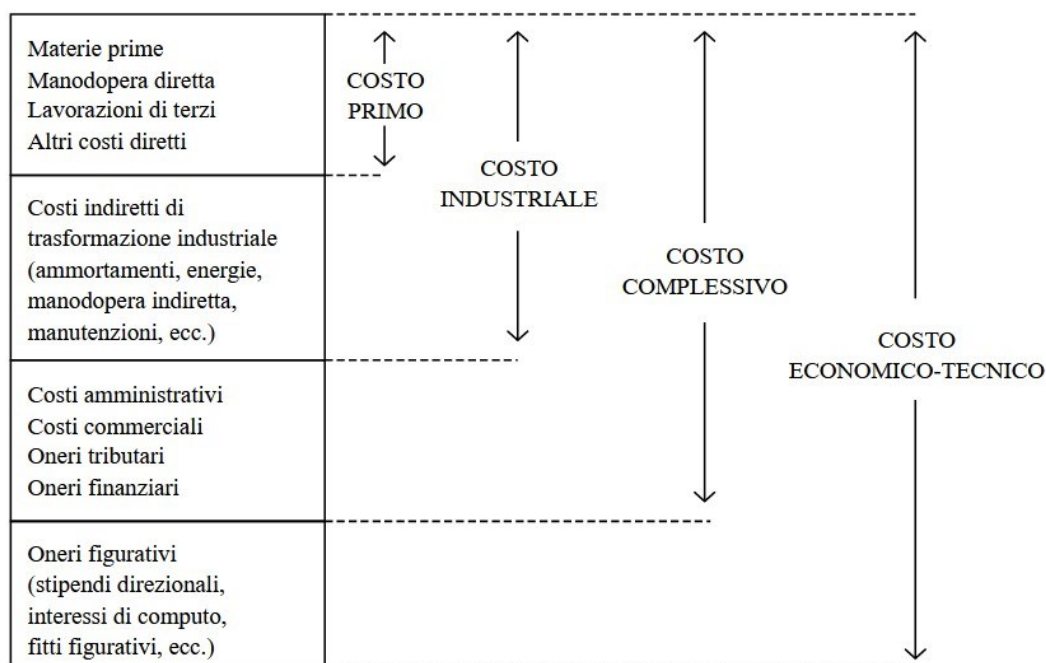 Materie prime
Manodopera diretta
Lavorazioni di terzi
Altri costi diretti
COSTO
PRIMO
COSTO
INDUSTRIALE
COSTO
COMPLESSIVO
COSTO
ECONOMICO-TECNICO
Costi indiretti di
trasformazione industriale
(ammortamenti, energie,
manodopera indiretta,
manutenzioni, ecc.)
Costi amministrativi
Costi commerciali
Oneri tributari
Oneri finanziari
Oneri figurativi
(stipendi direzionali,
interessi di computo,
fitti figurativi, ecc.)